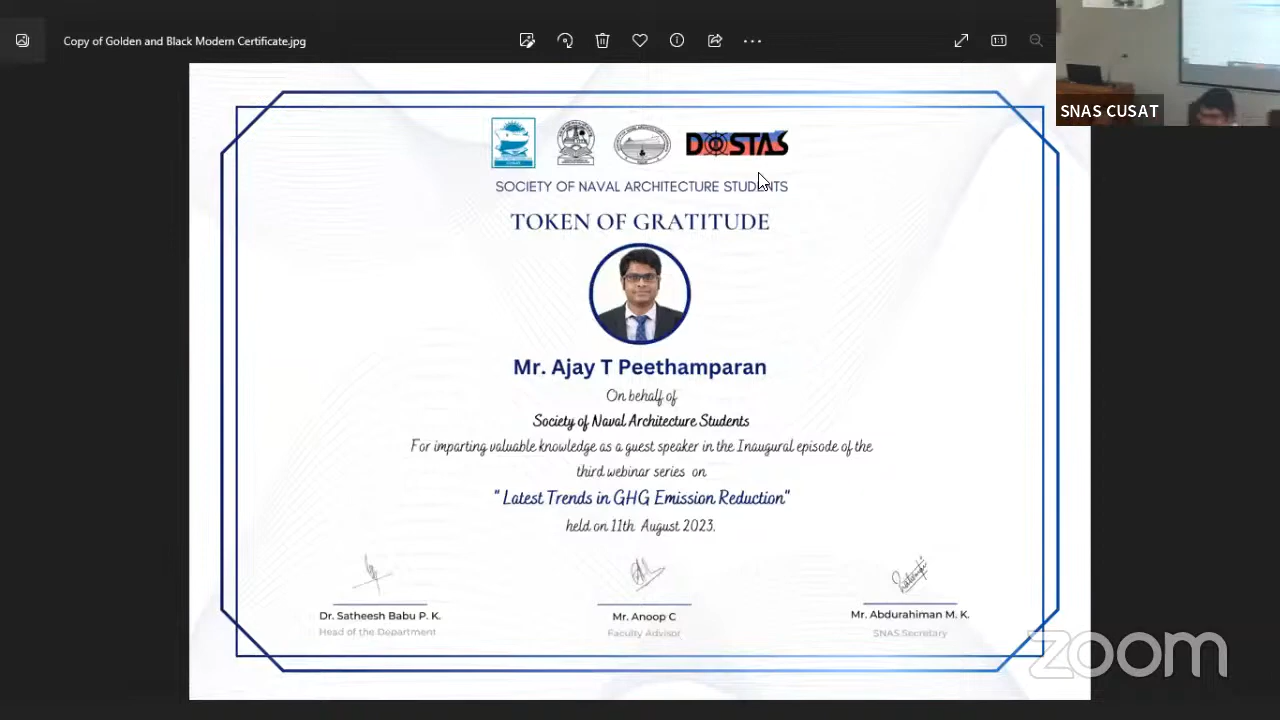 Copy of Golden and Black Modern Certificate.jpg
1:1
SNAS CUSAT
DOSTAS
SOCIETY OF NAVAL ARCHITECTURE STUDENTS
TOKEN OF GRATITUDE
Mr. Ajay T Peethamparan
On behalf of
Society of Naval Architecture Students
For imparting valuable knowledge as a guest speaker in the Inaugural episode of the
third webinar series on
" Latest Trends in GHG Emission Reduction"
held on 11th August 2023.
Dr. Satheesh Babu P. K.
Head of the Department
Mr. Anoop C
Faculty Advisor
Mr. Abdurahiman M. K.
SNAS Secretary
zoom